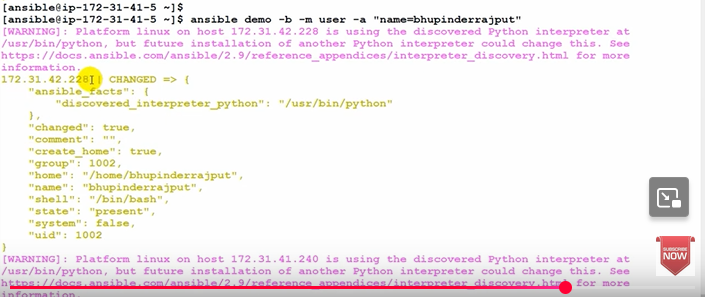 [ansible@ip-172-31-41-5 ~]$
[ansible@ip-172-31-41-5 ~]$ ansible demo -b -m user -a "name=bhupinderrajput"
[WARNING]: Platform linux on host 172.31.42.228 is using the discovered Python interpreter at
/usr/bin/python, but future installation of another Python interpreter could change this. See
https://docs.ansible.com/ansible/2.9/reference_appendices/interpreter_discovery.html for more
information.
172.31.42.228 | CHANGED => {
    "ansible_facts": {
        "discovered_interpreter_python": "/usr/bin/python"
    },
    "changed": true,
    "comment": "",
    "create_home": true,
    "group": 1002,
    "home": "/home/bhupinderrajput",
    "name": "bhupinderrajput",
    "shell": "/bin/bash",
    "state": "present",
    "system": false,
    "uid": 1002
}
[WARNING]: Platform linux on host 172.31.41.240 is using the discovered Python interpreter at
/usr/bin/python, but future installation of another Python interpreter could change this. See
https://docs.ansible.com/ansible/2.9/reference_appendices/interpreter_discovery.html for more
information.
SUBSCRIBE
NOW